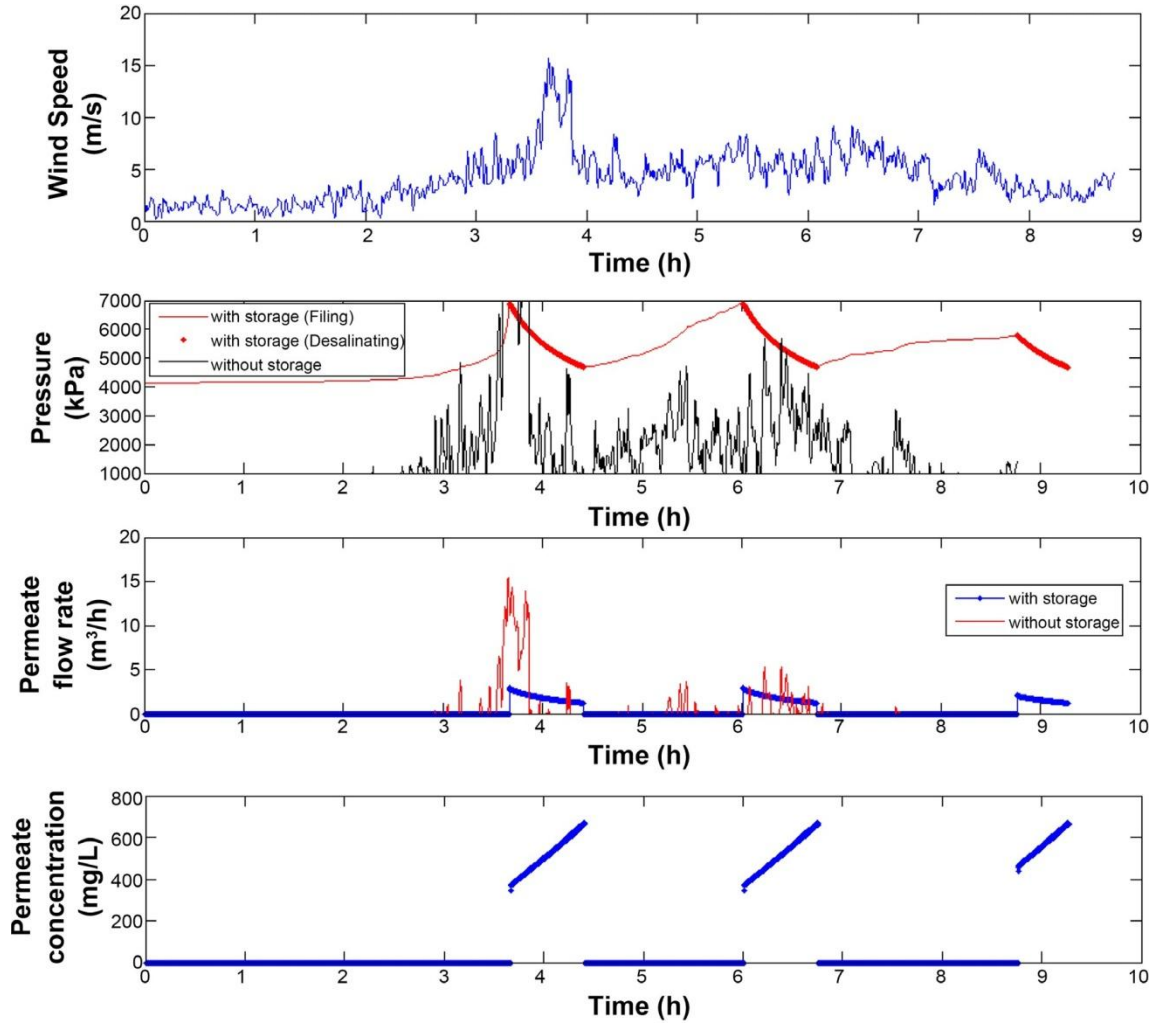 20
15
10
5
0
Wind Speed
(m/s)
0 1 2 3 4 5 6 7 8 9
Time (h)
7000
6000
5000
4000
3000
2000
1000
Pressure
(kPa)
with storage (Filing)
with storage (Desalinating)
without storage
0 1 2 3 4 5 6 7 8 9 10
Time (h)
20
15
10
5
0
Permeate
flow rate
(m³/h)
with storage
without storage
0 1 2 3 4 5 6 7 8 9 10
Time (h)
800
600
400
200
0
Permeate
concentration
(mg/L)
0 1 2 3 4 5 6 7 8 9 10
Time (h)